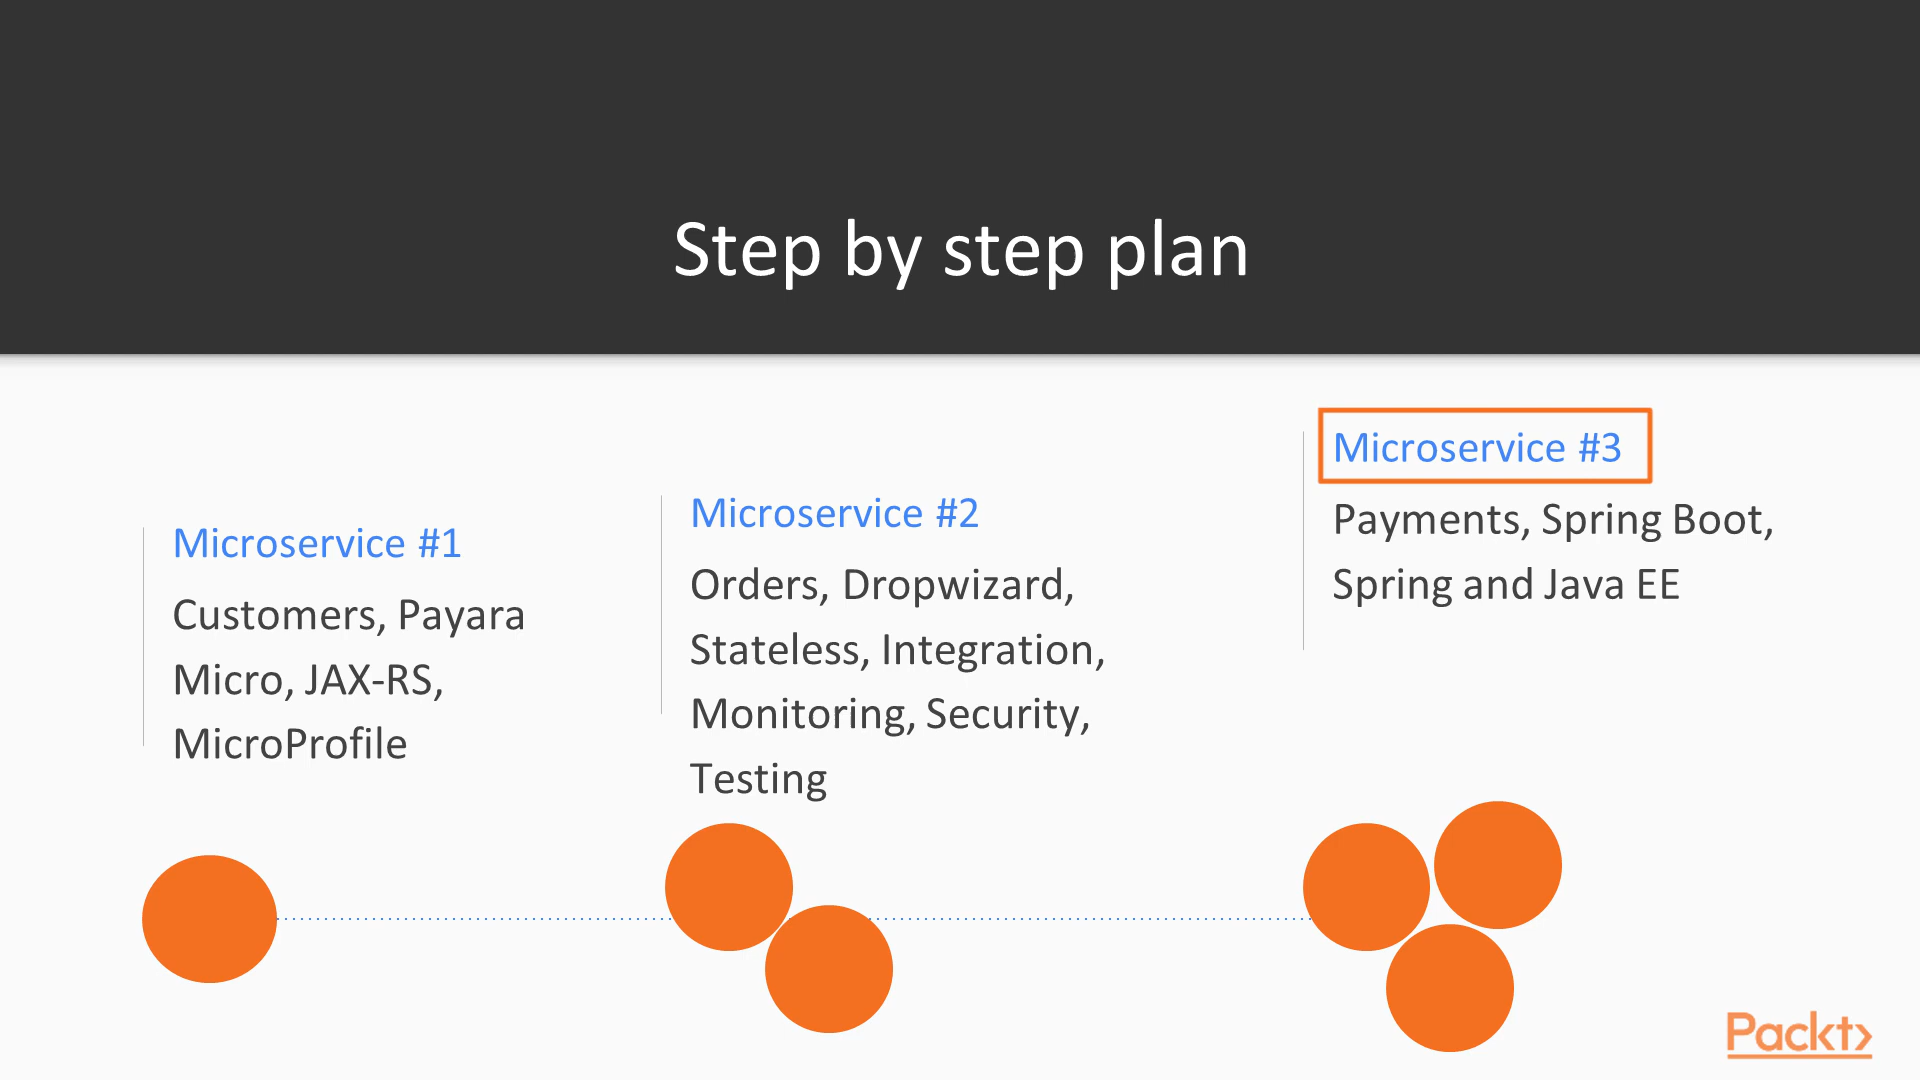 Step by step plan
Microservice #1
Customers, Payara
Micro, JAX-RS,
MicroProfile
Microservice #2
Orders, Dropwizard,
Stateless, Integration,
Monitoring, Security,
Testing
Microservice #3
Payments, Spring Boot,
Spring and Java EE
Packt>